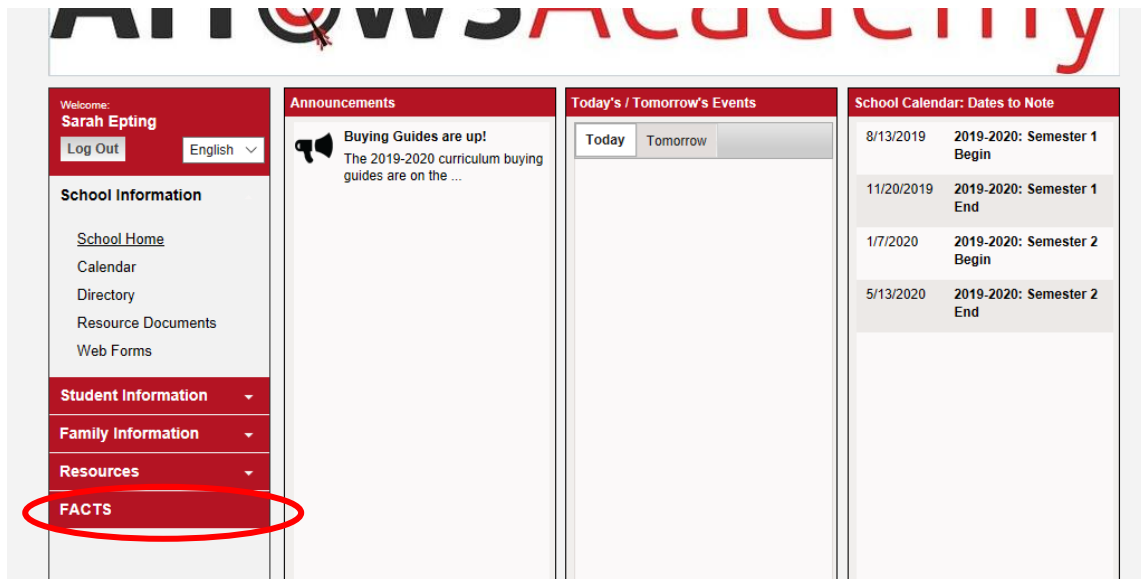 ArrowsAcademy
Welcome:
Sarah Epting
Log Out
English
School Information
School Home
Calendar
Directory
Resource Documents
Web Forms
Student Information
Family Information
Resources
FACTS
Announcements
Buying Guides are up!
The 2019-2020 curriculum buying
guides are on the ...
Today's / Tomorrow's Events
Today Tomorrow
School Calendar: Dates to Note
8/13/2019 2019-2020: Semester 1
Begin
11/20/2019 2019-2020: Semester 1
End
1/7/2020 2019-2020: Semester 2
Begin
5/13/2020 2019-2020: Semester 2
End